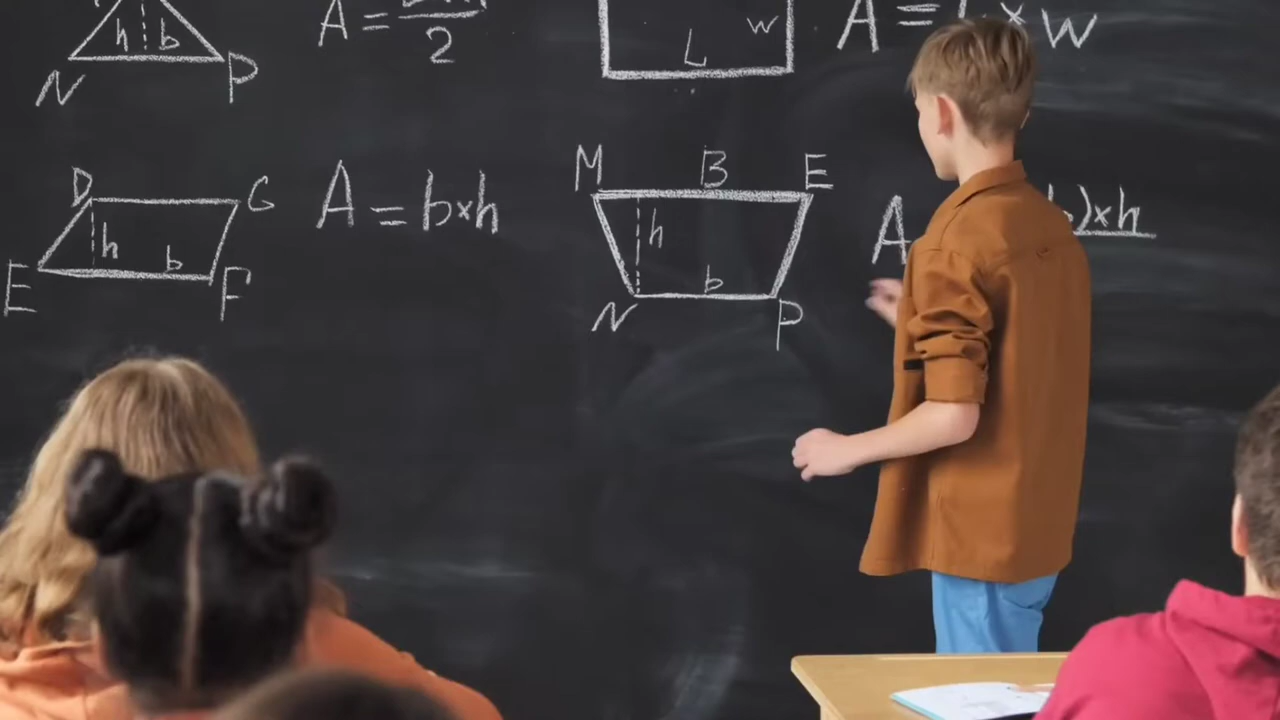 h b
N P
A = 2
L w
A = L × W
D G
A = b×h
h b
E F
M B E
h
b
N P
A b)×h